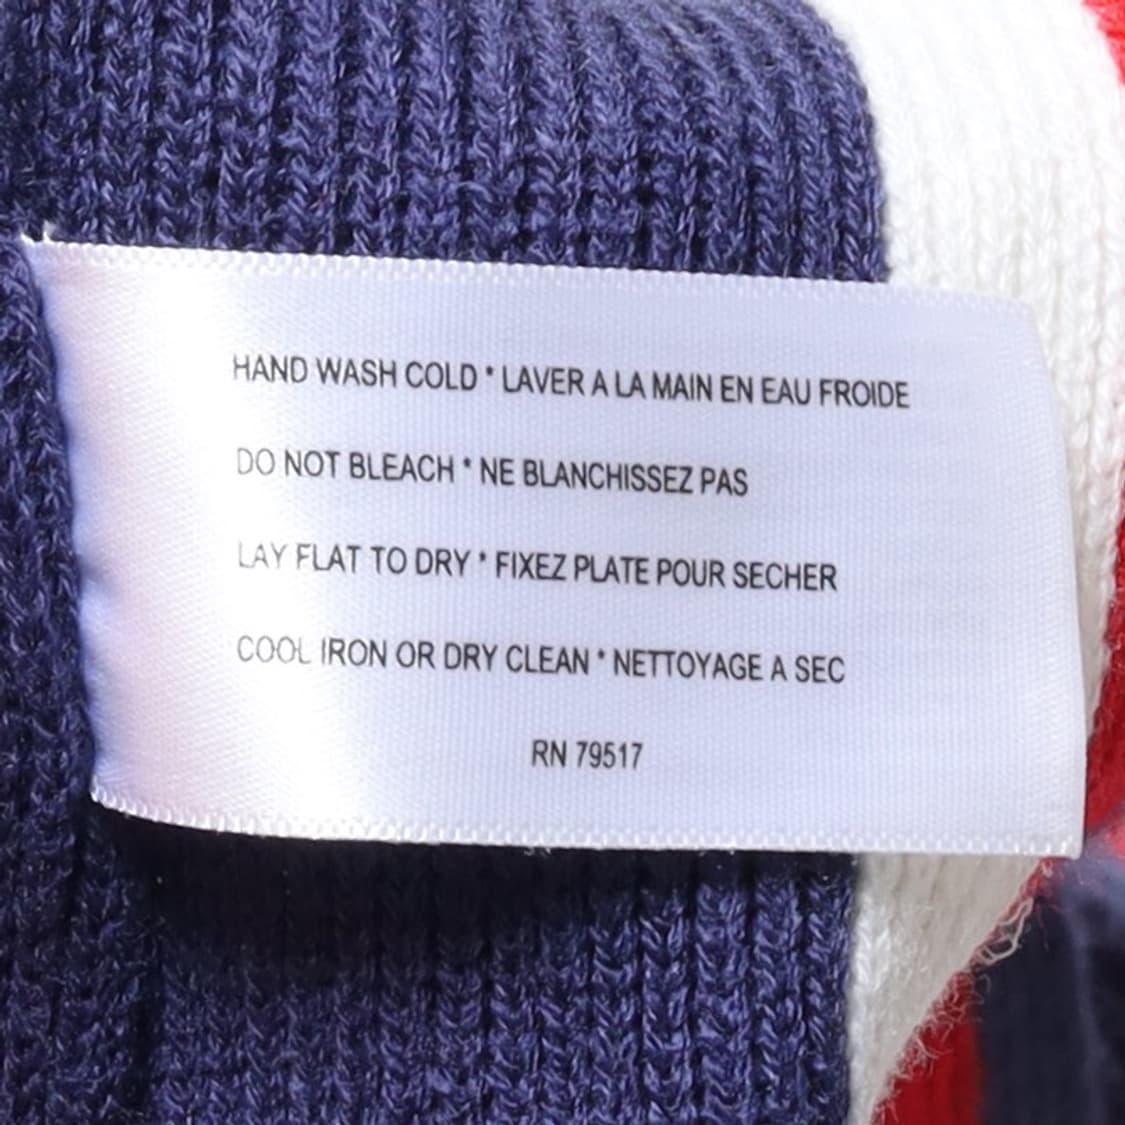 HAND WASH COLD * LAVER A LA MAIN EN EAU FROIDE
DO NOT BLEACH * NE BLANCHISSEZ PAS
LAY FLAT TO DRY * FIXEZ PLATE POUR SECHER
COOL IRON OR DRY CLEAN * NETTOYAGE A SEC
RN 79517